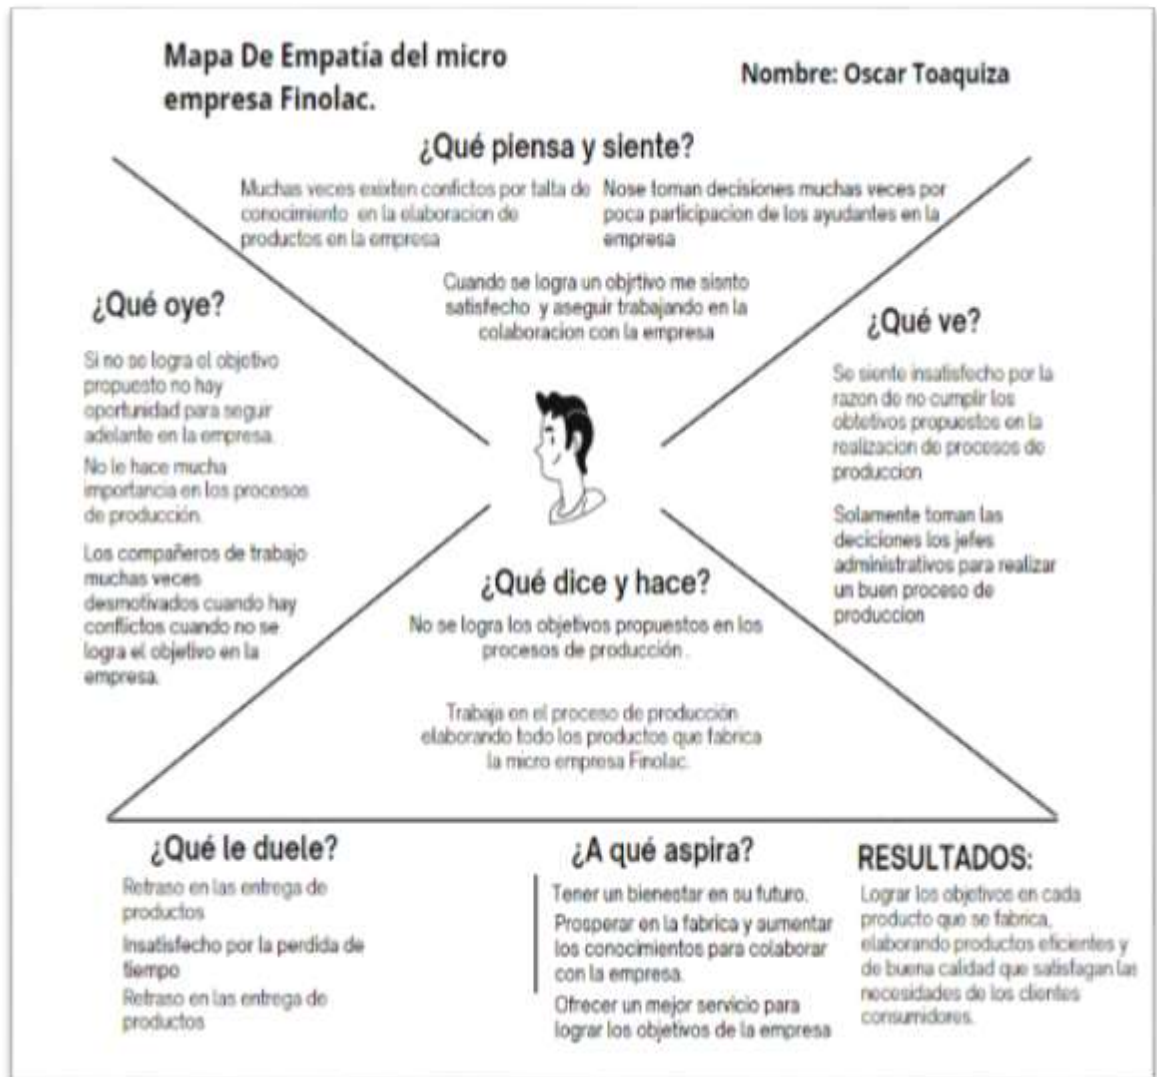 Mapa De Empatía del micro
empresa Finolac.
Nombre: Oscar Toaquiza
¿Qué piensa y siente?
Muchas veces exixten confictos por talta de
conocimiento en la elaboracion de
productos en la empresa
Nose toman decisiones muchas veces por
poca participacion de los ayudantes en la
empresa
Cuando se logra un objrtivo me sisnto
satisfecho y aseguir trabajando en la
colaboracion con la empresa
¿Qué oye?
Si no se logra el objetivo
propuesto no hay
oportunidad para seguir
adelante en la empresa.
No le hace mucha
importancia en los procesos
de producción.
Los compañeros de trabajo
muchas veces
desmotivados cuando hay
conflictos cuando no se
logra el objetivo en la
empresa.
¿Qué ve?
Se siente insatisfecho por la
razon de no cumplir los
obtetivos propuestos en la
realizacion de procesos de
produccion
Solamente toman las
deciciones los jefes
administrativos para realizar
un buen proceso de
produccion
¿Qué dice y hace?
No se logra los objetivos propuestos en los
procesos de producción.
Trabaja en el proceso de producción
elaborando todo los productos que fabrica
la micro empresa Finolac.
¿Qué le duele?
Retraso en las entrega de
productos
Insatisfecho por la perdida de
tiempo
Retraso en las entrega de
productos
¿A qué aspira?
Tener un bienestar en su futuro.
Prosperar en la fabrica y aumentar
los conocimientos para colaborar
con la empresa.
Ofrecer un mejor servicio para
lograr los objetivos de la empresa
RESULTADOS:
Lograr los objetivos en cada
producto que se fabrica,
elaborando productos eficientes y
de buena calidad que satisfagan las
necesidades de los clientes
consumidores.